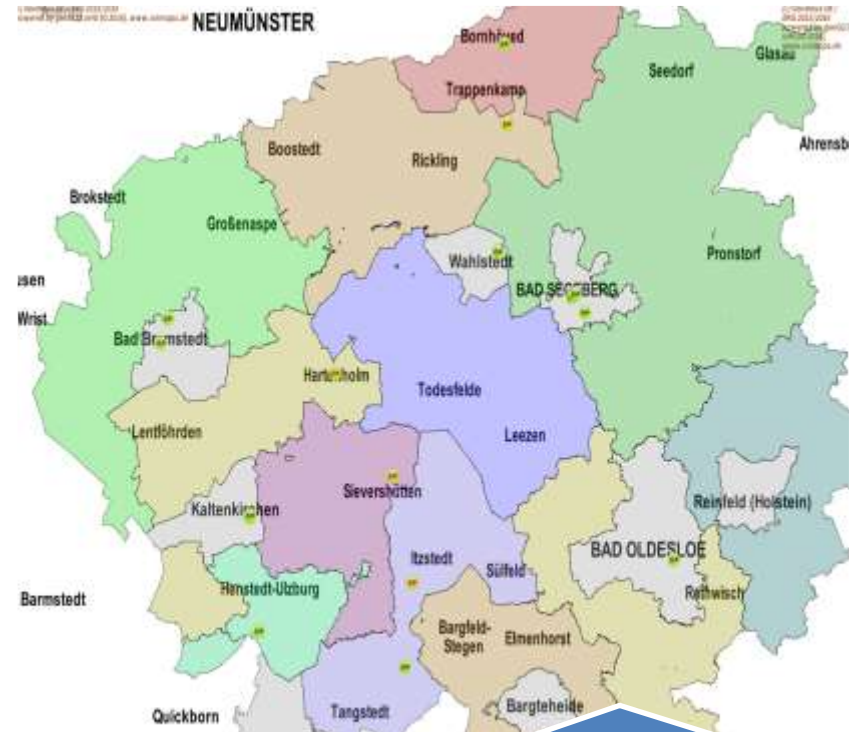 NEUMÜNSTER
Bornhöved
Glasau
Seedorf
Trappenkamp
Ahrensb
Boostedt
Rickling
Brokstedt
Großenaspe
Pronstorf
Wahlstedt
usen
BAD SEGEBERG
Wrist
Bad Bramstedt
Hartenholm
Todesfelde
Lentföhrden
Leezen
Sievershütten
Reinfeld (Holstein)
Kaltenkirchen
BAD OLDESLOE
Itzstedt
Sülfeld
Henstedt-Ulzburg
Rethwisch
Barmstedt
Bargfeld-
Stegen
Elmenhorst
Bargteheide
Quickborn
Tangstedt